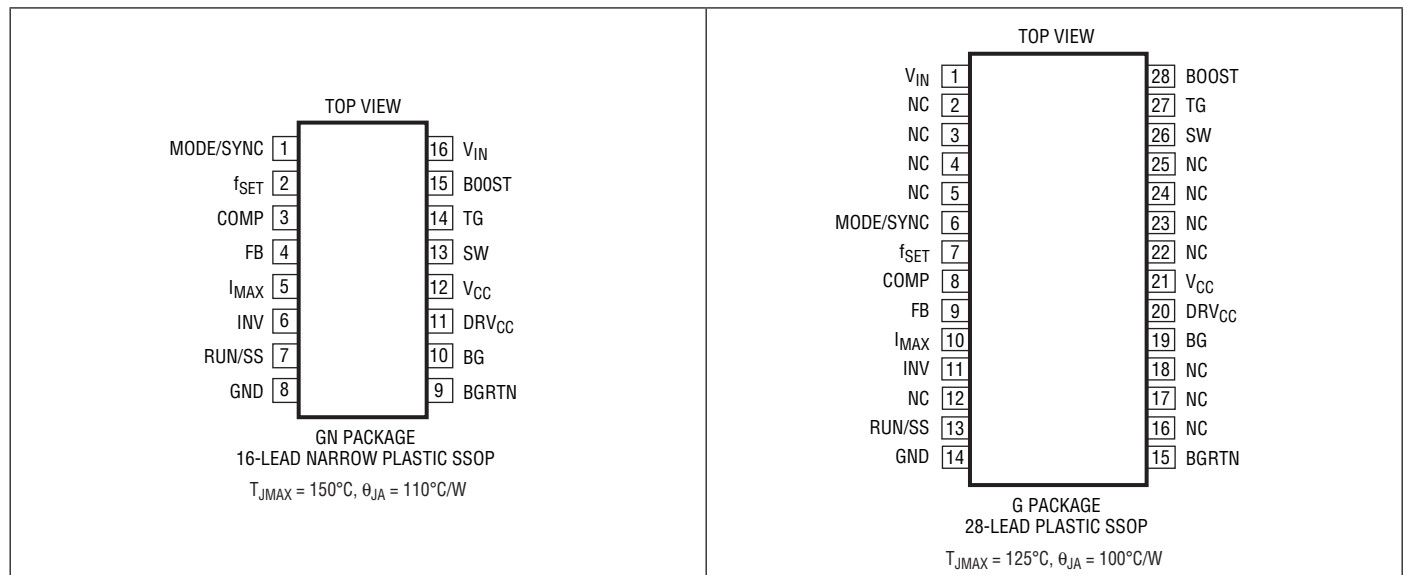 TOP VIEW
MODE/SYNC 1
fSET 2
COMP 3
FB 4
IMAX 5
INV 6
RUN/SS 7
GND 8
16 VIN
15 B00ST
14 TG
13 SW
12 VCC
11 DRVCC
10 BG
9 BGRTN
GN PACKAGE
16-LEAD NARROW PLASTIC SSOP
TJMAX = 150°C, θJA = 110°C/W
TOP VIEW
VIN 1
NC 2
NC 3
NC 4
NC 5
MODE/SYNC 6
fSET 7
COMP 8
FB 9
IMAX 10
INV 11
NC 12
RUN/SS 13
GND 14
28 BOOST
27 TG
26 SW
25 NC
24 NC
23 NC
22 NC
21 VCC
20 DRVCC
19 BG
18 NC
17 NC
16 NC
15 BGRTN
G PACKAGE
28-LEAD PLASTIC SSOP
TJMAX = 125°C, θJA = 100°C/W